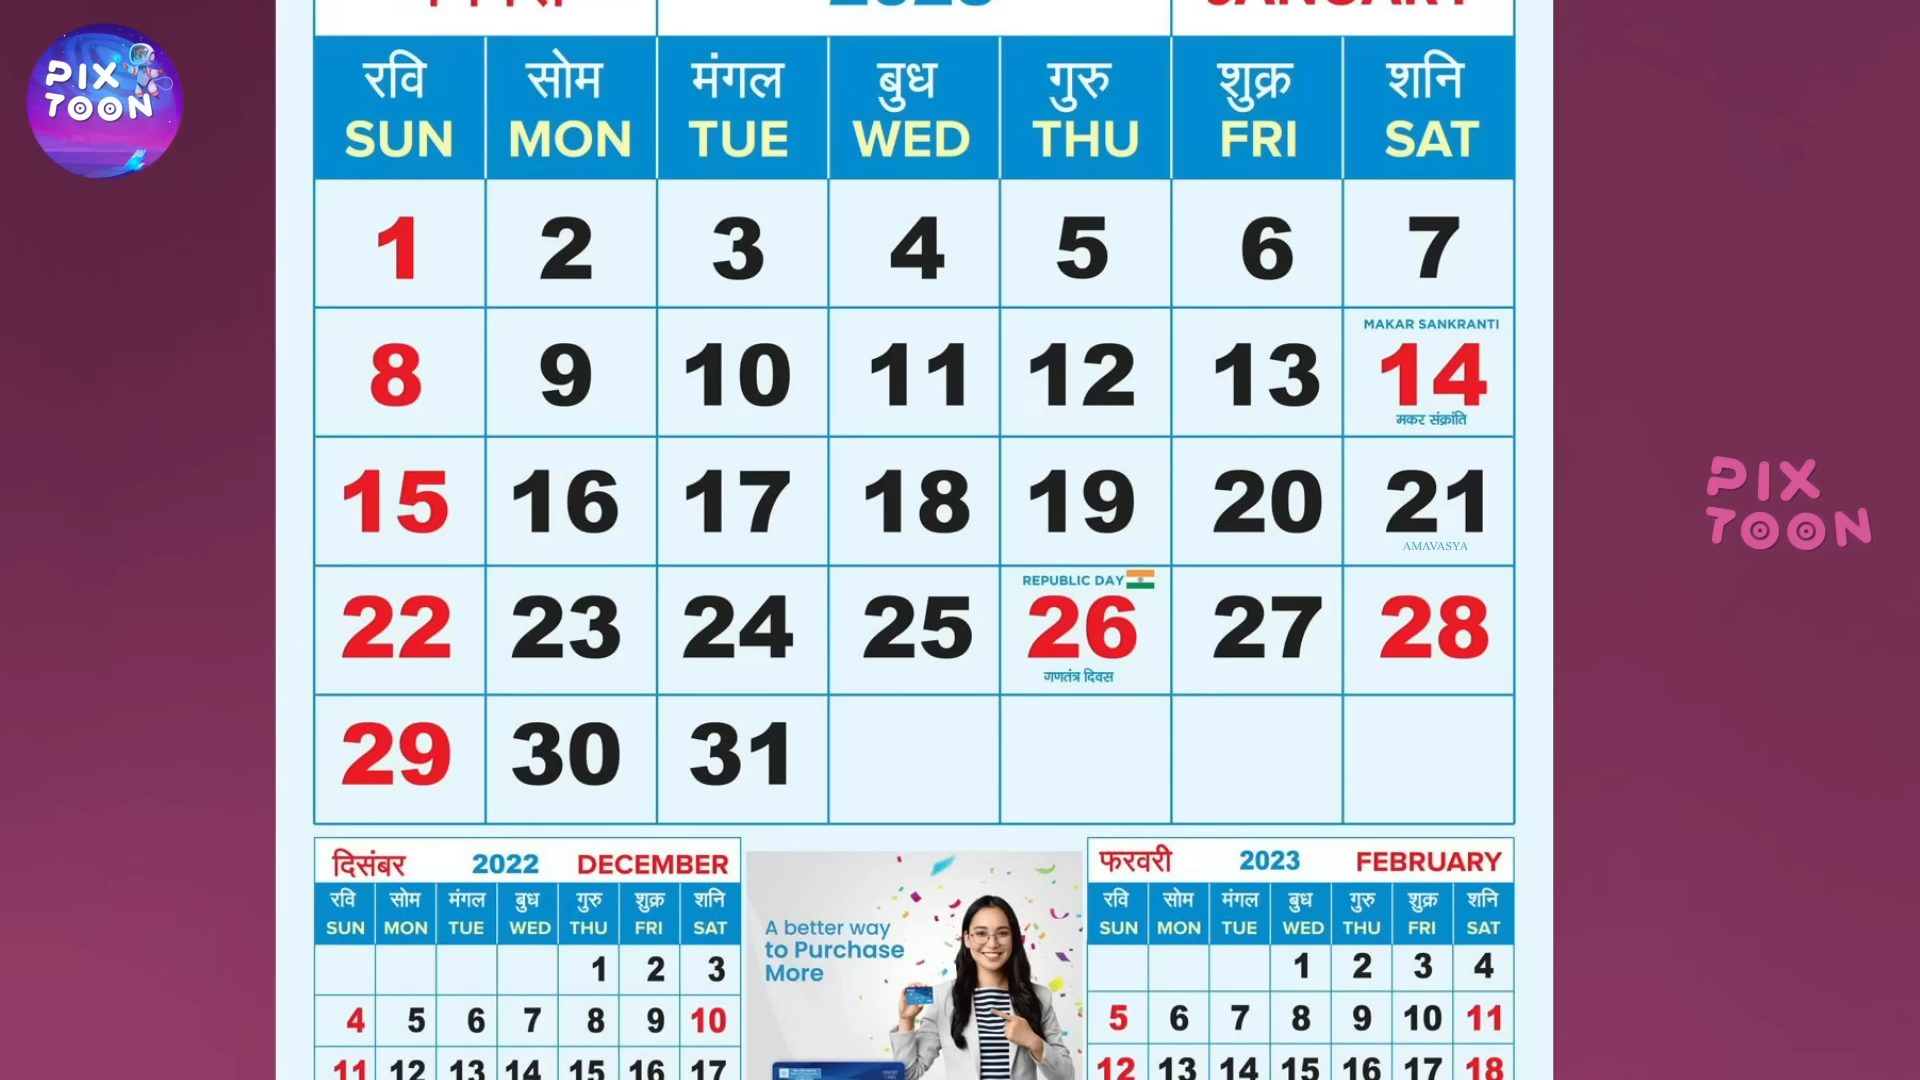 PIX
TOON
2023
JANUARY
रवि सोम मंगल बुध गुरु शुक्र शनि
SUN MON TUE WED THU FRI SAT
1 2 3 4 5 6 7
MAKAR SANKRANTI
8 9 10 11 12 13 14
मकर संक्रांति
15 16 17 18 19 20 21
AMAVASYA
PIX
TOON
REPUBLIC DAY
22 23 24 25 26 27 28
गणतंत्र दिवस
29 30 31
दिसंबर 2022 DECEMBER
रवि सोम मंगल बुध गुरु शुक्र शनि
SUN MON TUE WED THU FRI SAT
1 2 3
4 5 6 7 8 9 10
11 12 13 14 15 16 17
A better way
to Purchase
More
फरवरी 2023 FEBRUARY
रवि सोम मंगल बुध गुरु शुक्र शनि
SUN MON TUE WED THU FRI SAT
1 2 3 4
5 6 7 8 9 10 11
12 13 14 15 16 17 18